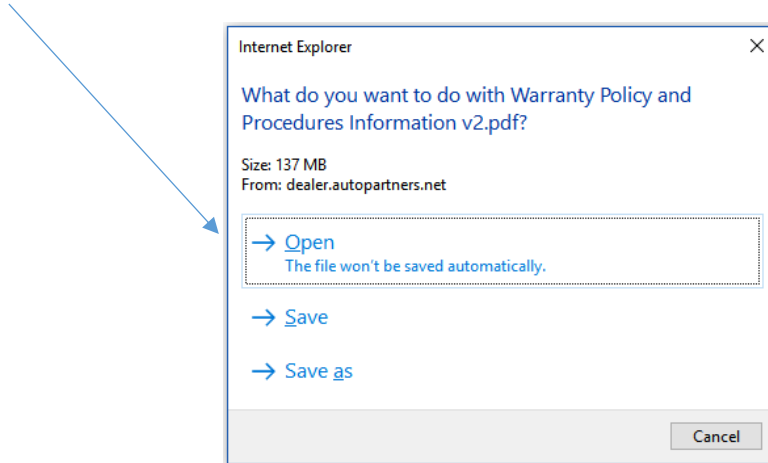 Internet Explorer
What do you want to do with Warranty Policy and
Procedures Information v2.pdf?
Size: 137 MB
From: dealer.autopartners.net
Open
The file won't be saved automatically.
Save
Save as
Cancel